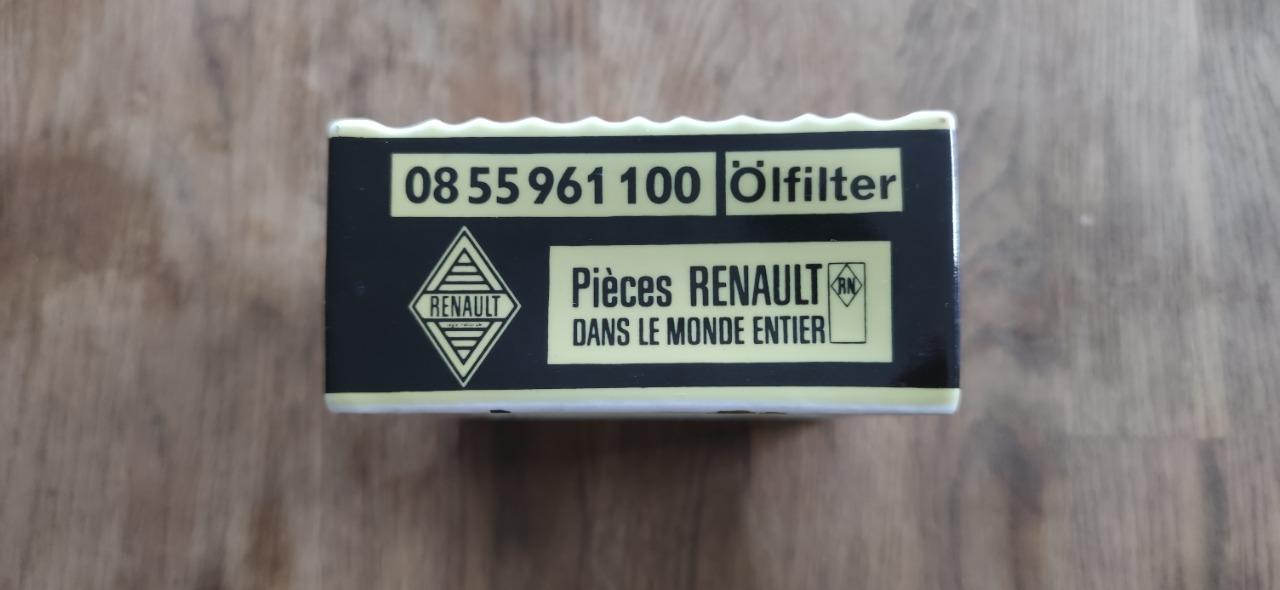 08 55 961 100 Ölfilter
RENAULT
Pièces RENAULT
RN
DANS LE MONDE ENTIER